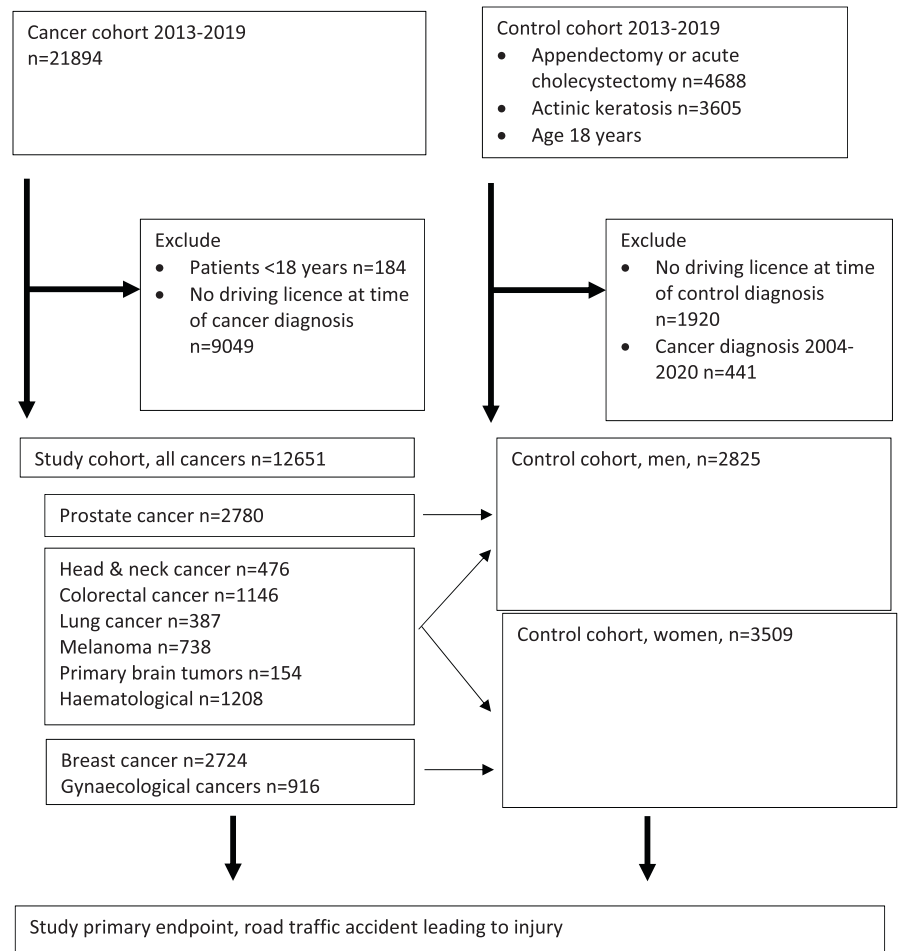 Cancer cohort 2013-2019
n=21894
Control cohort 2013-2019
• Appendectomy or acute
cholecystectomy n=4688
• Actinic keratosis n=3605
• Age 18 years
Exclude
• Patients <18 years n=184
• No driving licence at time
of cancer diagnosis
n=9049
Exclude
• No driving licence at time
of control diagnosis
n=1920
• Cancer diagnosis 2004-
2020 n=441
Study cohort, all cancers n=12651
Prostate cancer n=2780
Head & neck cancer n=476
Colorectal cancer n=1146
Lung cancer n=387
Melanoma n=738
Primary brain tumors n=154
Haematological n=1208
Breast cancer n=2724
Gynaecological cancers n=916
Control cohort, men, n=2825
Control cohort, women, n=3509
Study primary endpoint, road traffic accident leading to injury